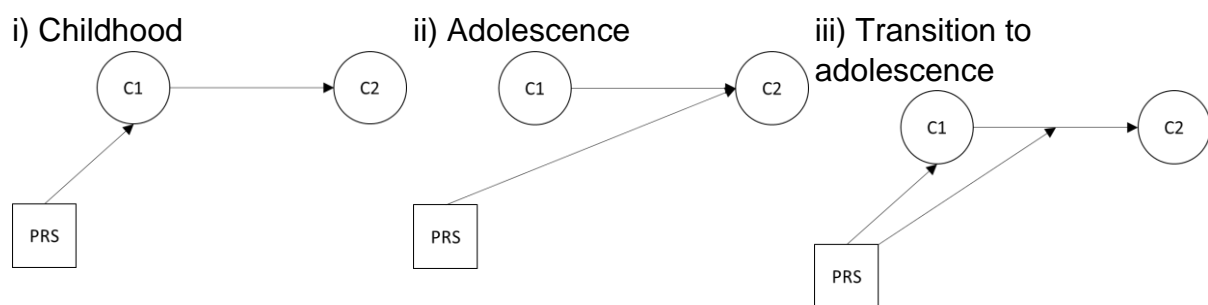 i) Childhood
C1
C2
PRS
ii) Adolescence
C1
C2
PRS
iii) Transition to
adolescence
C1
C2
PRS